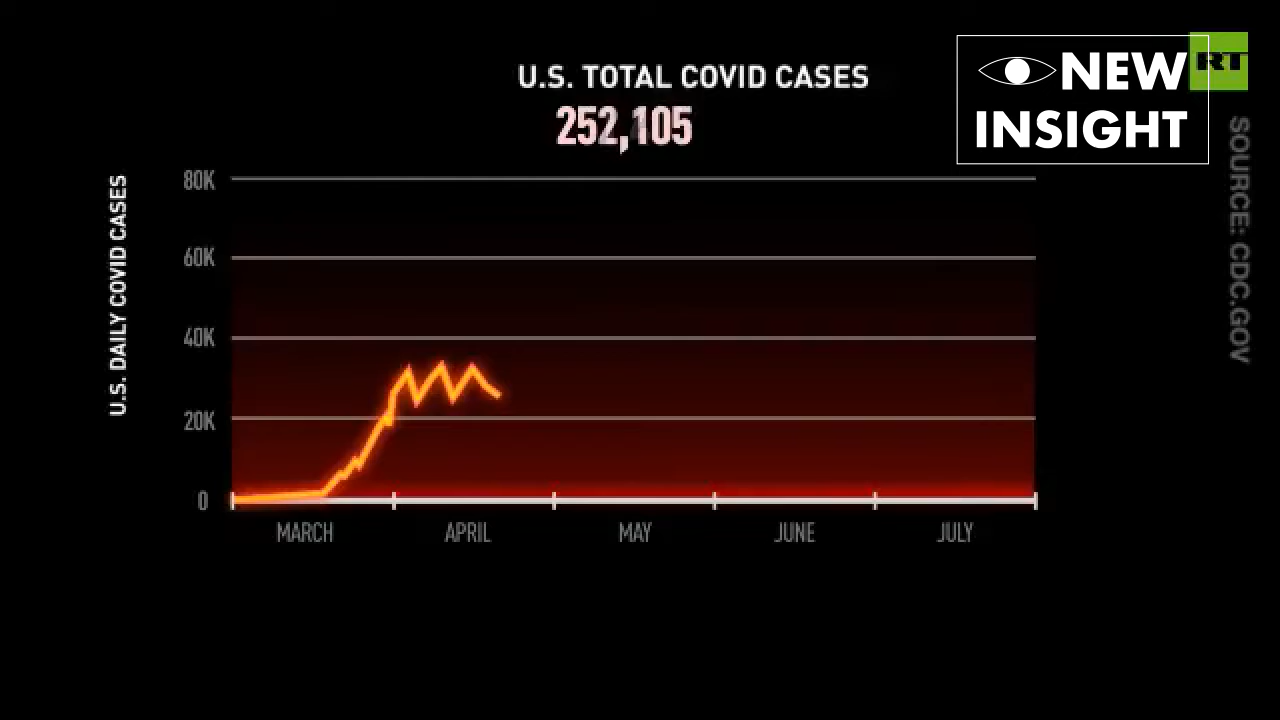 U.S. TOTAL COVID CASES
252,105
NEW
INSIGHT
RT
SOURCE: CDC.GOV
U.S. DAILY COVID CASES
80K
60K
40K
20K
0
MARCH APRIL MAY JUNE JULY